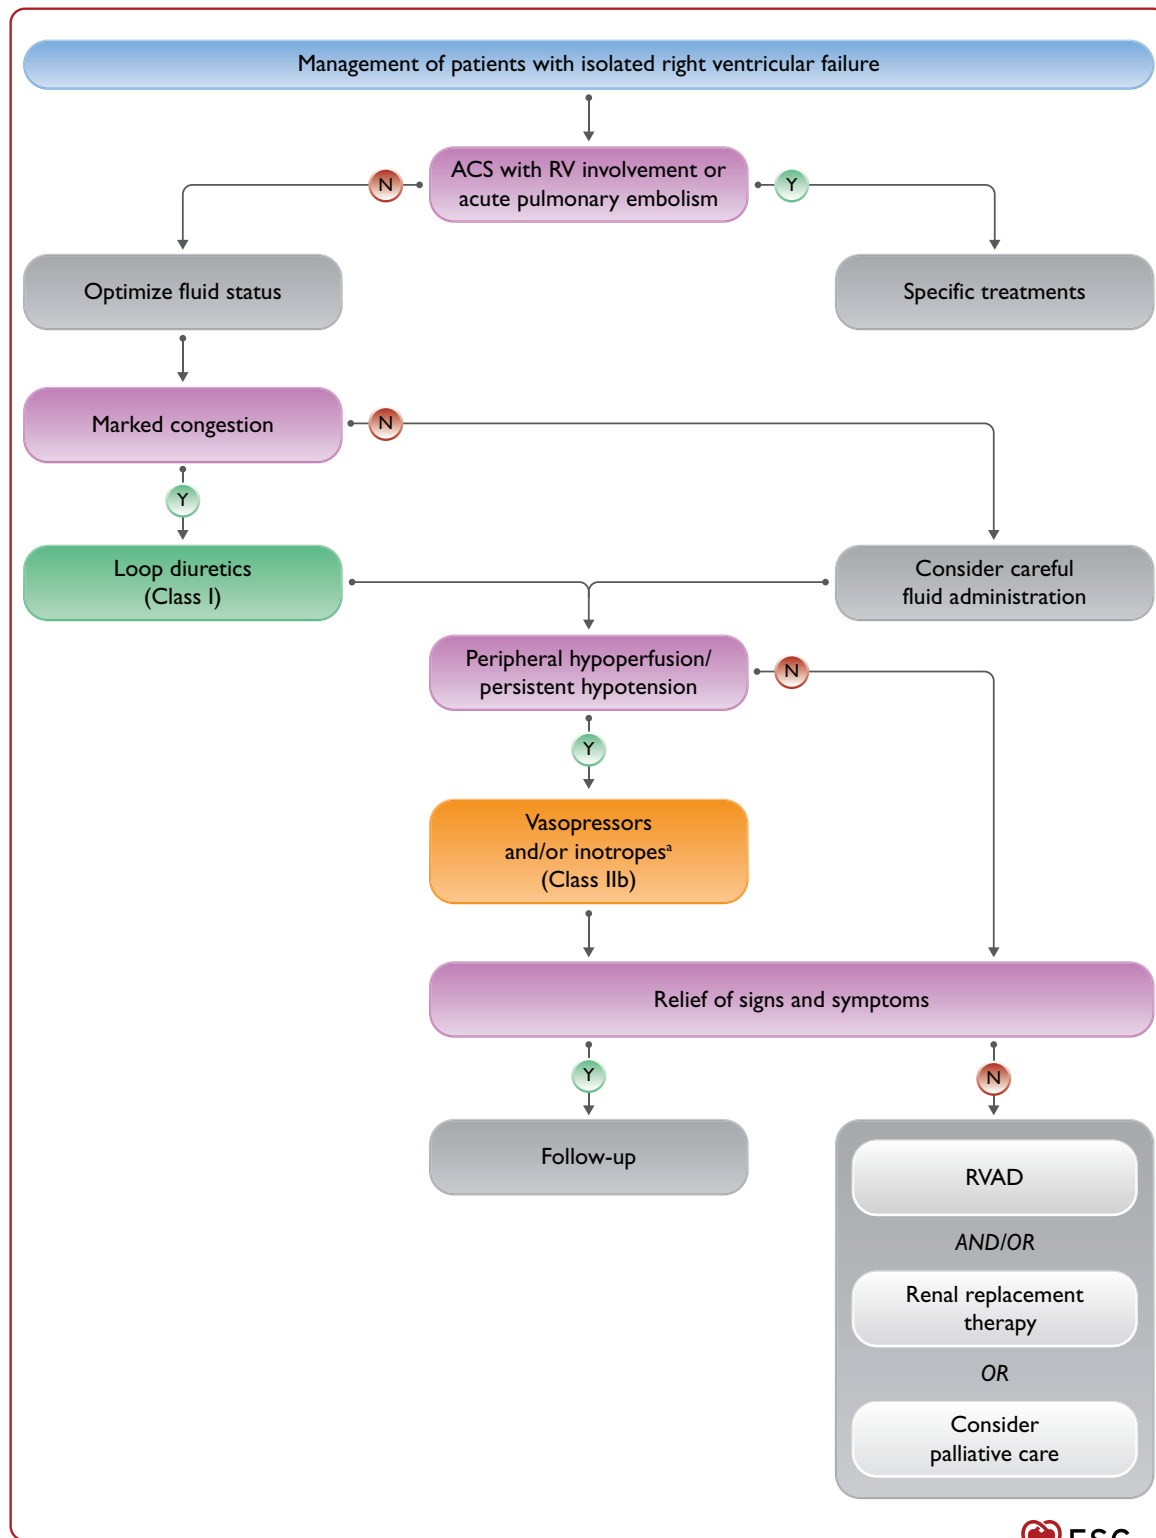 Management of patients with isolated right ventricular failure
ACS with RV involvement or
acute pulmonary embolism
N
Y
Optimize fluid status
Specific treatments
Marked congestion
N
Y
Loop diuretics
(Class I)
Consider careful
fluid administration
Peripheral hypoperfusion/
persistent hypotension
N
Y
Vasopressors
and/or inotropesᵃ
(Class IIb)
Relief of signs and symptoms
Y
N
Follow-up
RVAD
AND/OR
Renal replacement
therapy
OR
Consider
palliative care
ESC